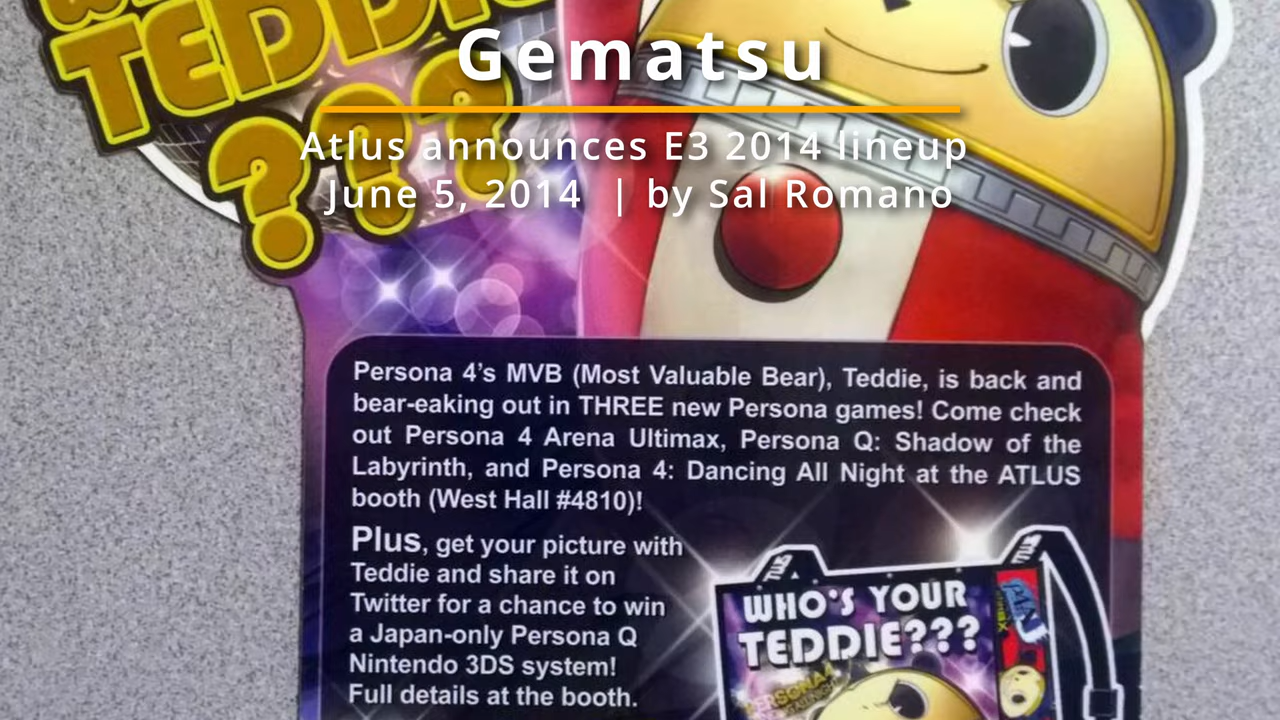 TEDDIE
???
Gematsu
Atlus announces E3 2014 lineup
June 5, 2014 | by Sal Romano
Persona 4's MVB (Most Valuable Bear), Teddie, is back and
bear-eaking out in THREE new Persona games! Come check
out Persona 4 Arena Ultimax, Persona Q: Shadow of the
Labyrinth, and Persona 4: Dancing All Night at the ATLUS
booth (West Hall #4810)!
Plus, get your picture with
Teddie and share it on
Twitter for a chance to win
a Japan-only Persona Q
Nintendo 3DS system!
Full details at the booth.
WHO'S YOUR
TEDDIE???